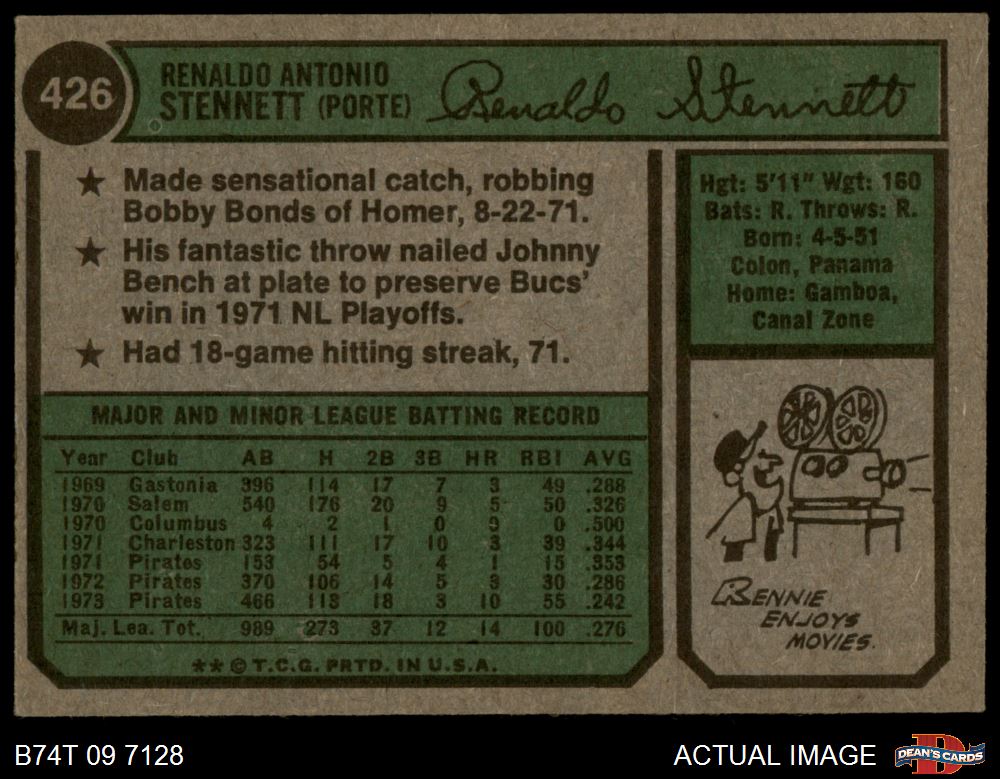 426
RENALDO ANTONIO
STENNETT (PORTE)
Renaldo Stennett
★ Made sensational catch, robbing
Bobby Bonds of Homer, 8-22-71.
★ His fantastic throw nailed Johnny
Bench at plate to preserve Bucs'
win in 1971 NL Playoffs.
★ Had 18-game hitting streak, 71.
Hgt: 5'11" Wgt: 160
Bats: R. Throws: R.
Born: 4-5-51
Colon, Panama
Home: Gamboa,
Canal Zone
MAJOR AND MINOR LEAGUE BATTING RECORD
Year Club AB H 2B 3B HR RBI AVG
1969 Gastonia 396 114 17 7 3 49 .288
1970 Salem 540 176 20 9 5 50 .326
1970 Columbus 4 2 1 0 0 0 .500
1971 Charleston 323 111 17 10 3 39 .344
1971 Pirates 153 54 5 4 1 15 .353
1972 Pirates 370 106 14 5 3 30 .286
1973 Pirates 466 113 18 3 10 55 .242
Maj. Lea. Tot. 989 273 37 12 14 100 .276
** © T.C.G. PRTD. IN U.S.A.
RENNIE
ENJOYS
MOVIES.
B74T 09 7128
ACTUAL IMAGE
DEAN'S CARDS